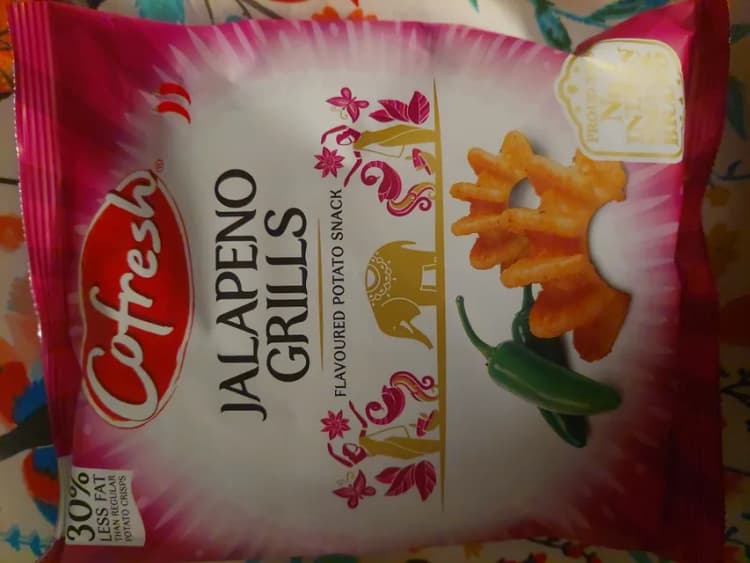 Cofresh®
JALAPENO
GRILLS
FLAVOURED POTATO SNACK
30%
LESS FAT
THAN REGULAR
POTATO CRISPS